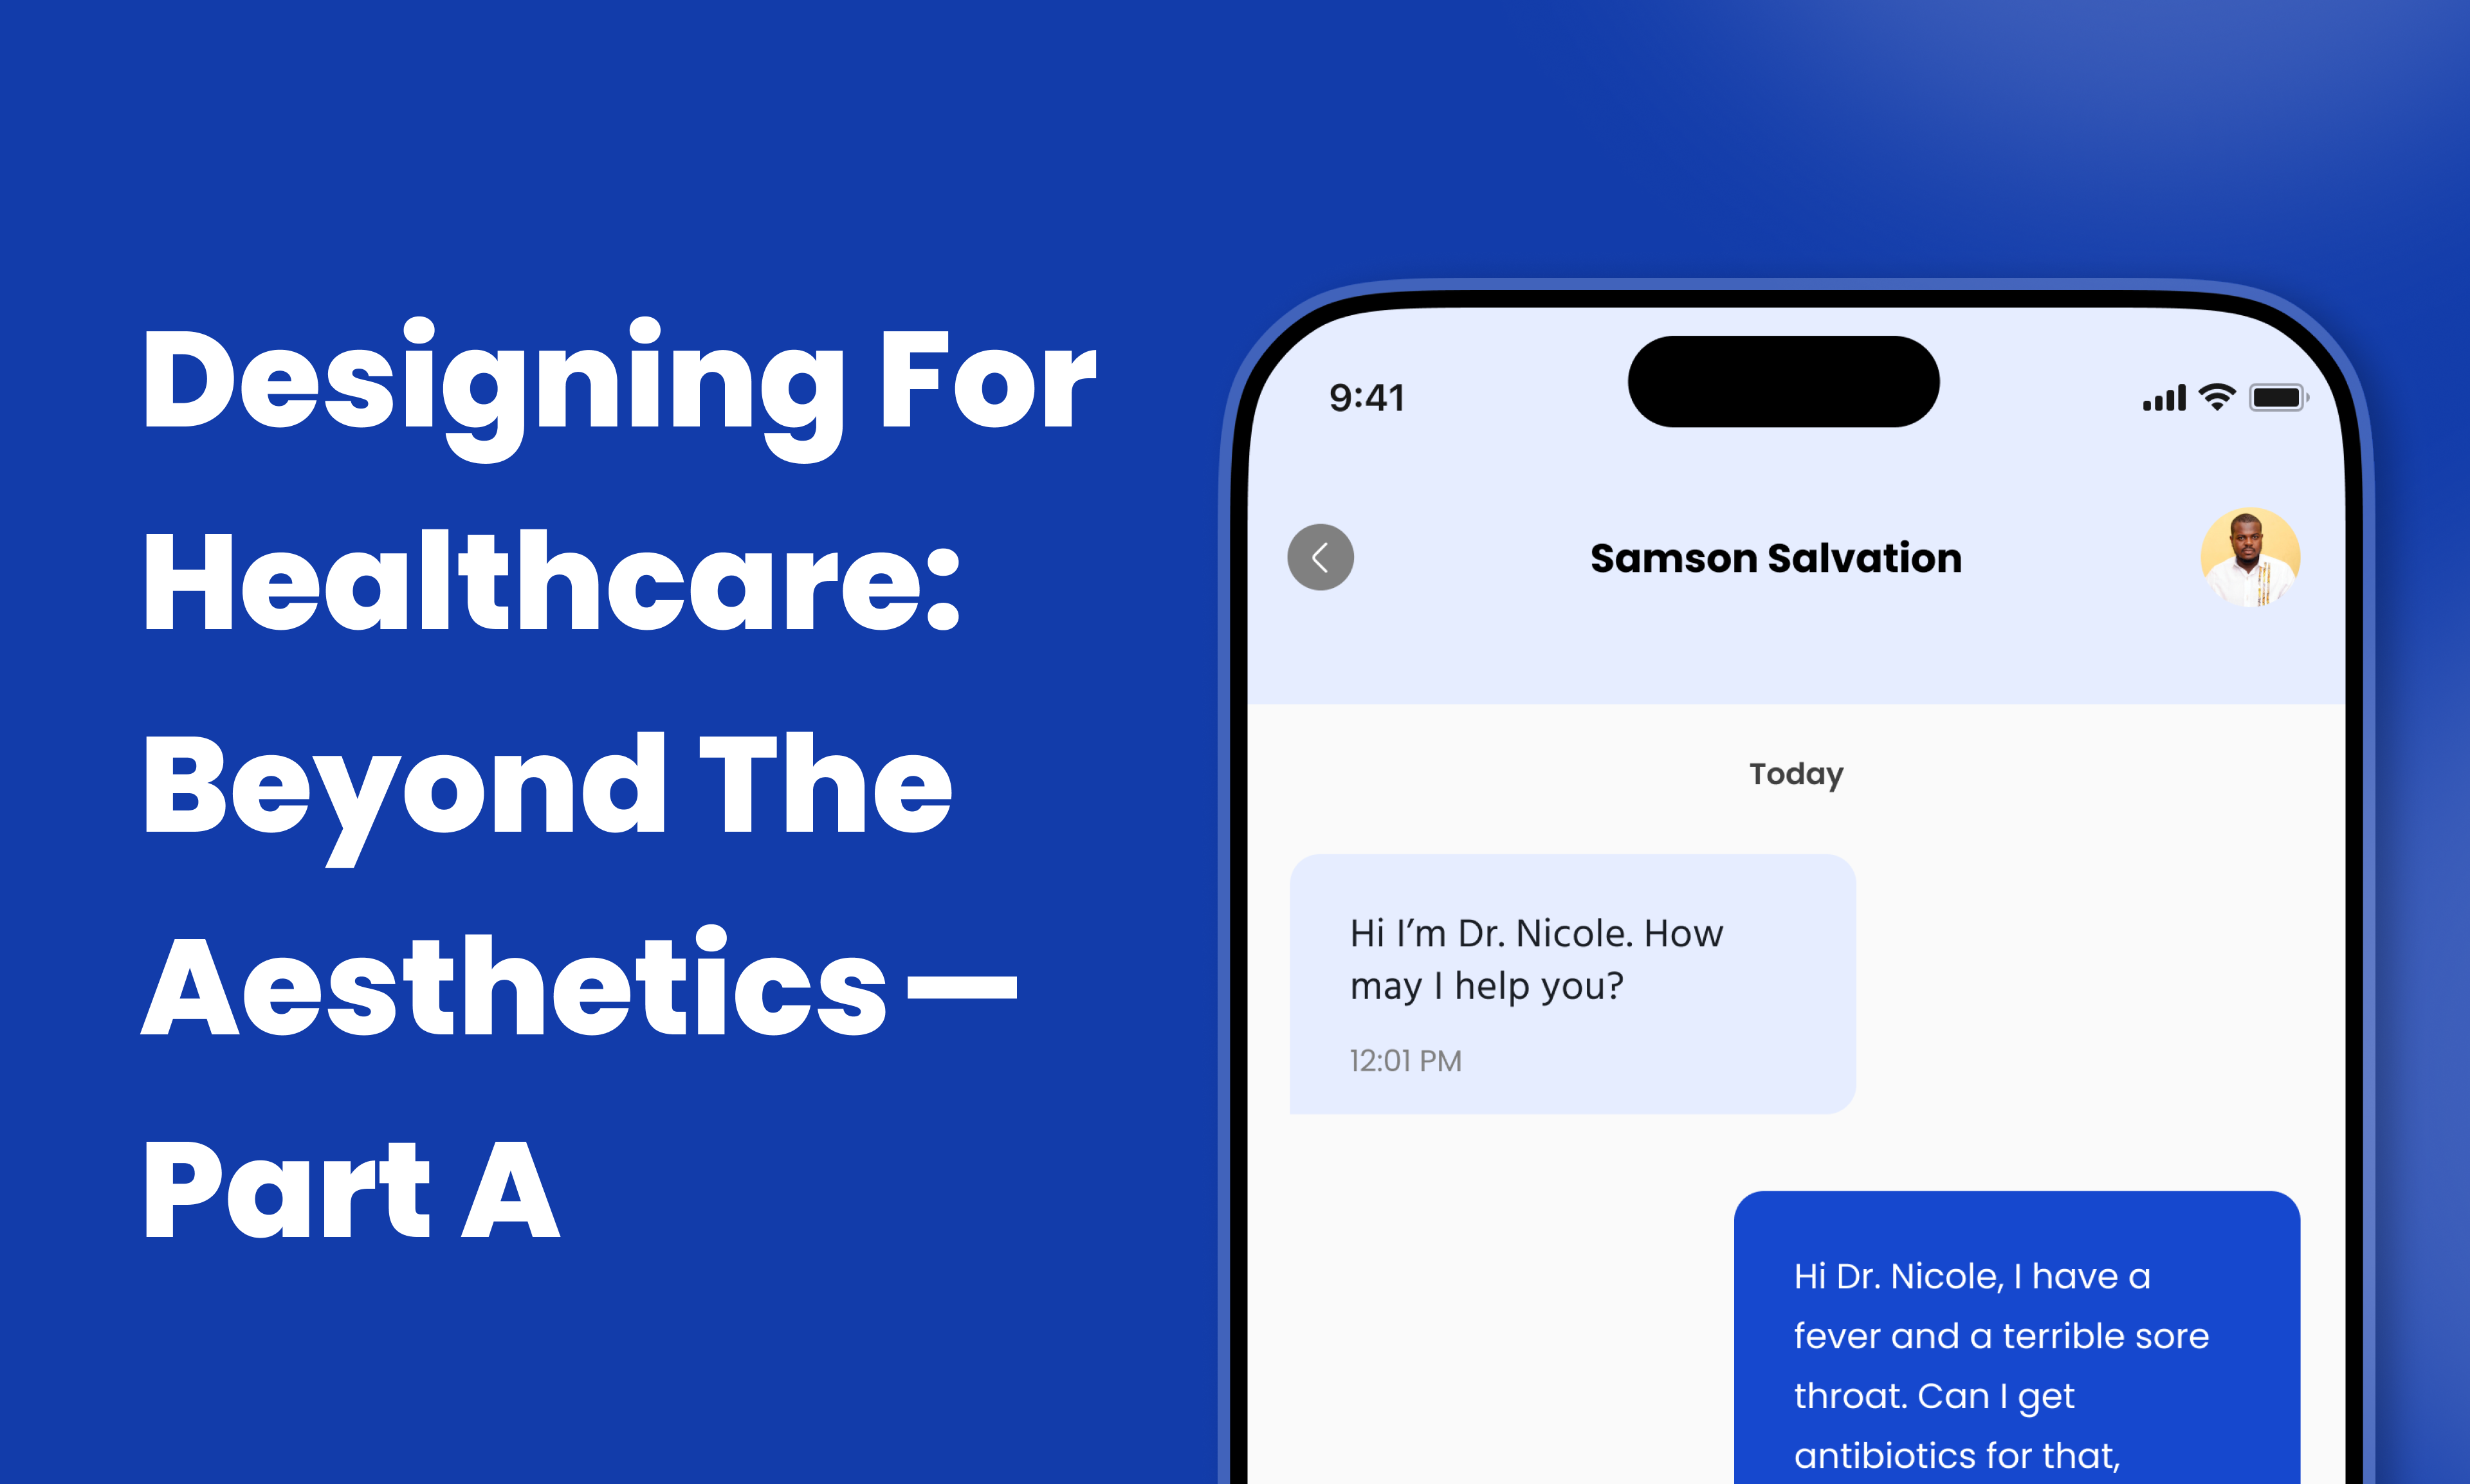 Designing For
Healthcare:
Beyond The
Aesthetics—
Part A
9:41
Samson Salvation
Today
Hi I’m Dr. Nicole. How
may I help you?
12:01 PM
Hi Dr. Nicole, I have a
fever and a terrible sore
throat. Can I get
antibiotics for that,